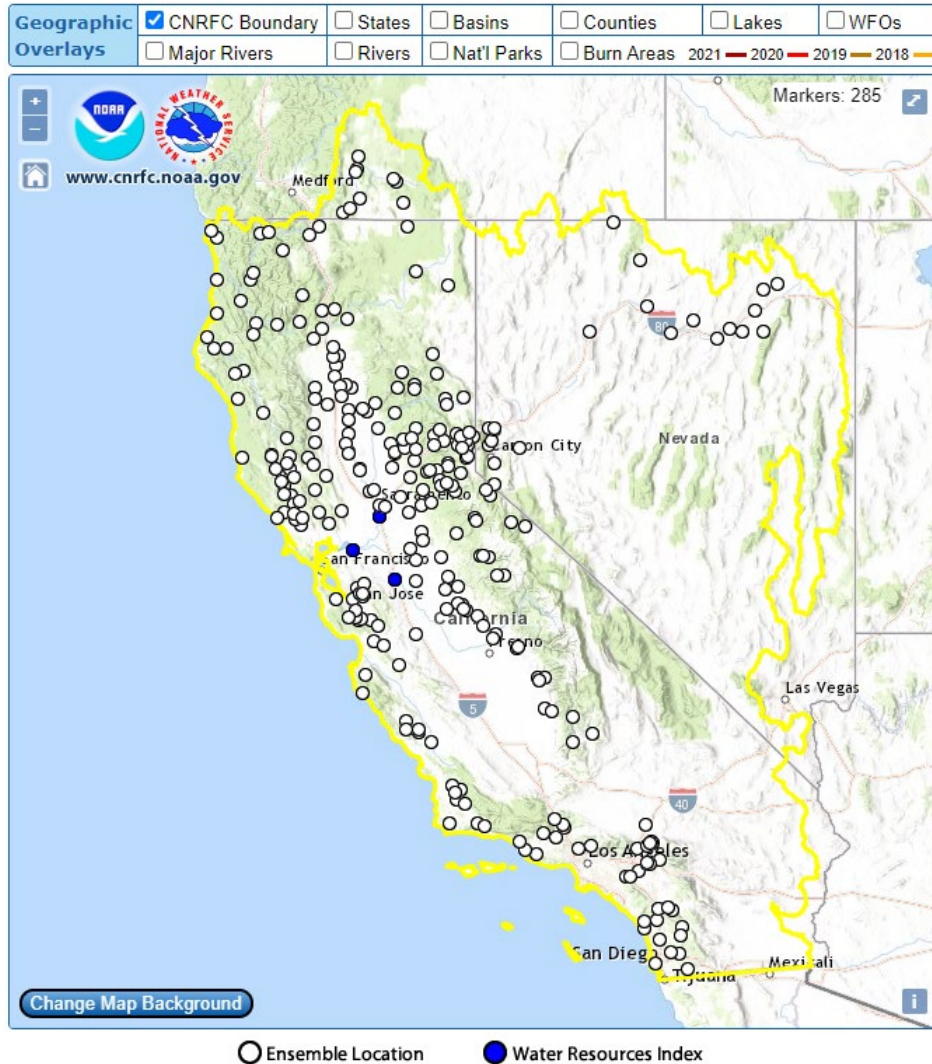 Geographic Overlays
CNRFC Boundary States Basins Counties Lakes WFOs
Major Rivers Rivers Nat'l Parks Burn Areas 2021 2020 2019 2018
Markers: 285
+
−
NOAA
NATIONAL WEATHER SERVICE
www.cnrfc.noaa.gov
Medford
80
Nevada
Carson City
Sacramento
San Francisco
San Jose
California
Fresno
Las Vegas
5
40
Los Angeles
San Diego
Tijuana
Mexicali
Change Map Background
i
Ensemble Location Water Resources Index